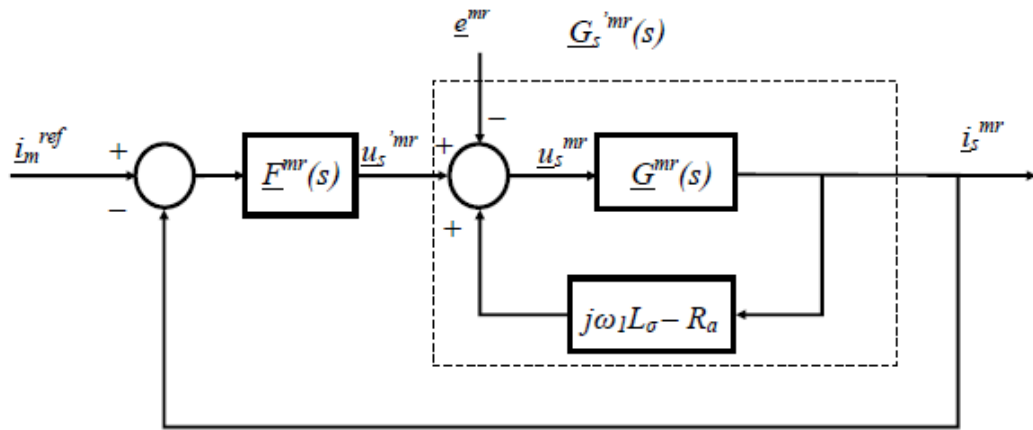 e^mr
G_s^'mr(s)
i_m^ref
+
−
F^mr(s)
u_s^'mr
+
−
+
u_s^mr
G^mr(s)
i_s^mr
jω_1L_σ – R_a